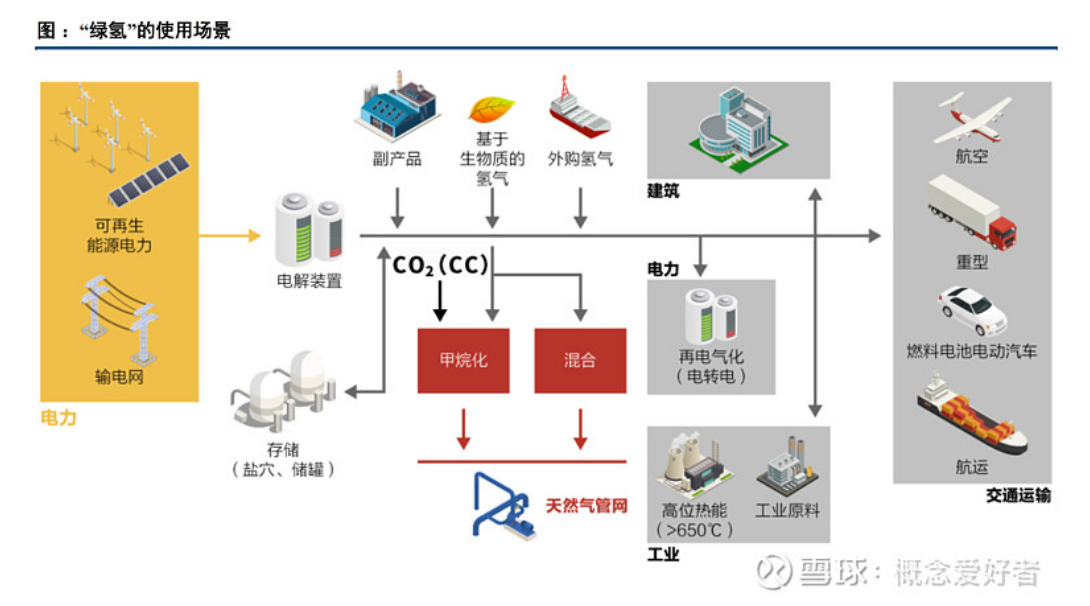 图：“绿氢”的使用场景
可再生
能源电力
输电网
电力
电解装置
存储
（盐穴、储罐）
副产品
基于
生物质的
氢气
外购氢气
CO₂(CC)
甲烷化
混合
天然气管网
建筑
电力
再电气化
（电转电）
高位热能
（>650℃）
工业原料
工业
航空
重型
燃料电池电动汽车
航运
交通运输
雪球：概念爱好者